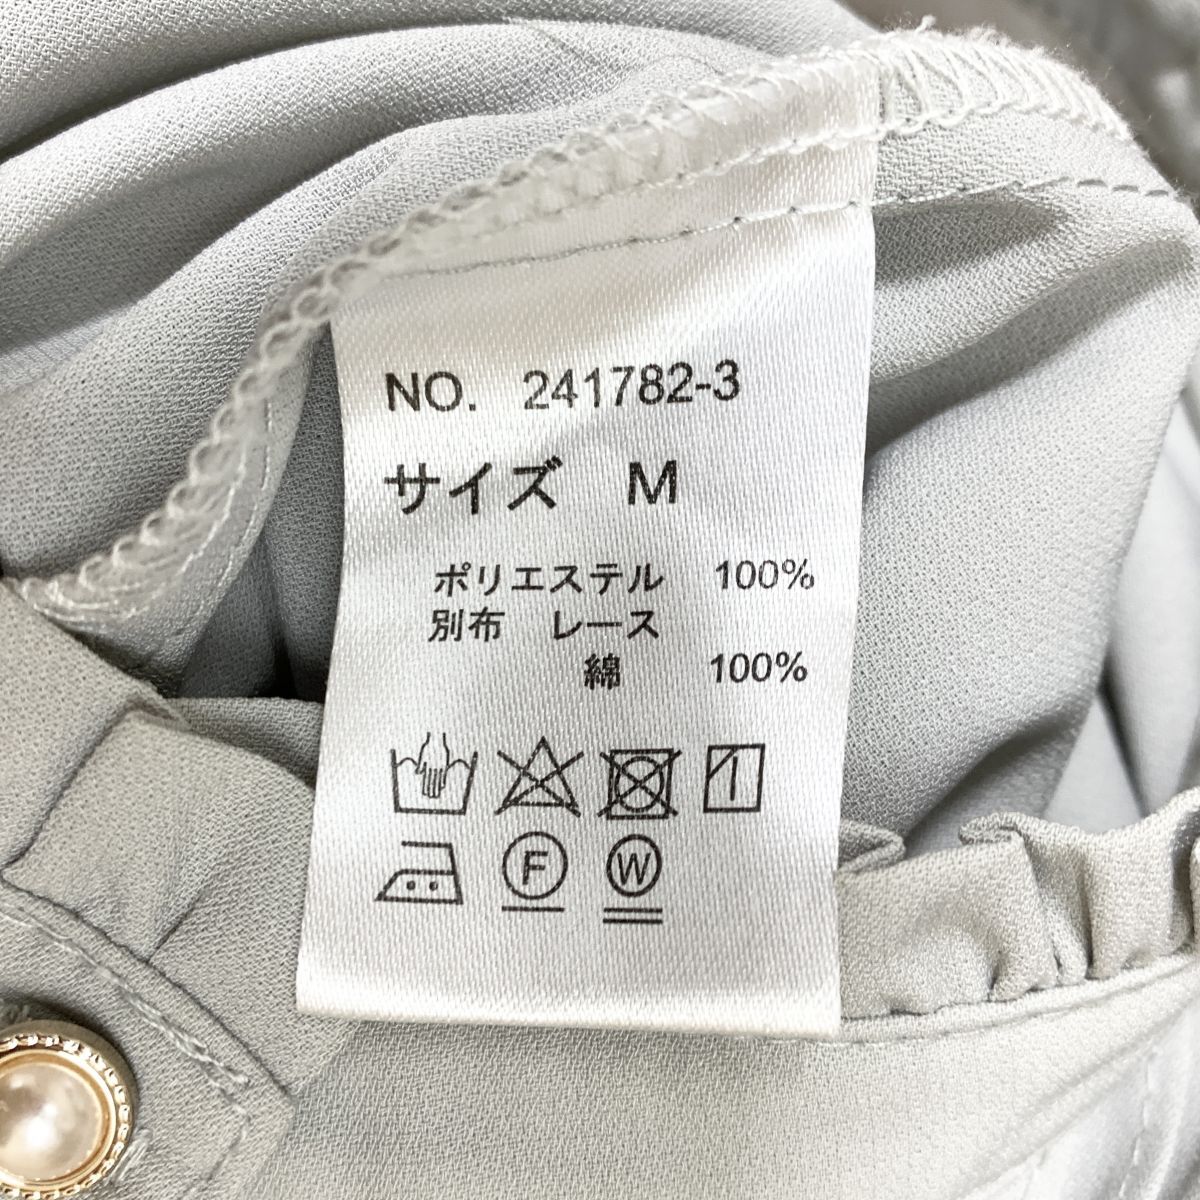 NO. 241782-3
サイズ M
ポリエステル 100%
別布 レース
綿 100%
F W